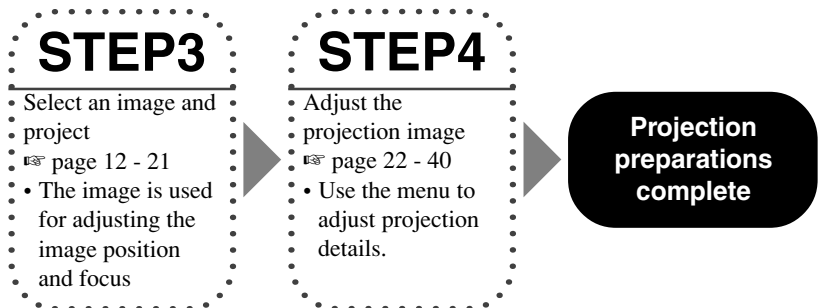 STEP3
Select an image and
project
☞ page 12 - 21
• The image is used
for adjusting the
image position
and focus
STEP4
Adjust the
projection image
☞ page 22 - 40
• Use the menu to
adjust projection
details.
Projection
preparations
complete